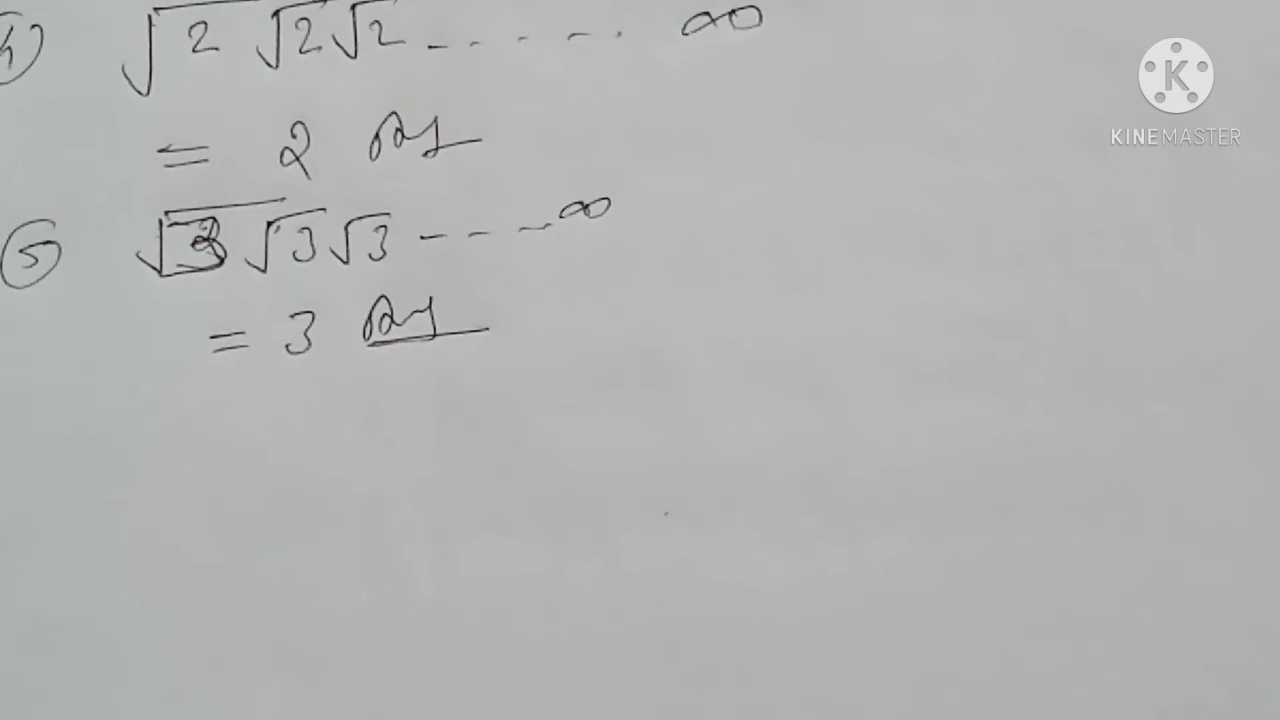 4) √2√2√2 - - - - - - ∞
= 2 Ans
KINEMASTER
5 √3√3√3 - - - - ∞
= 3 Ans